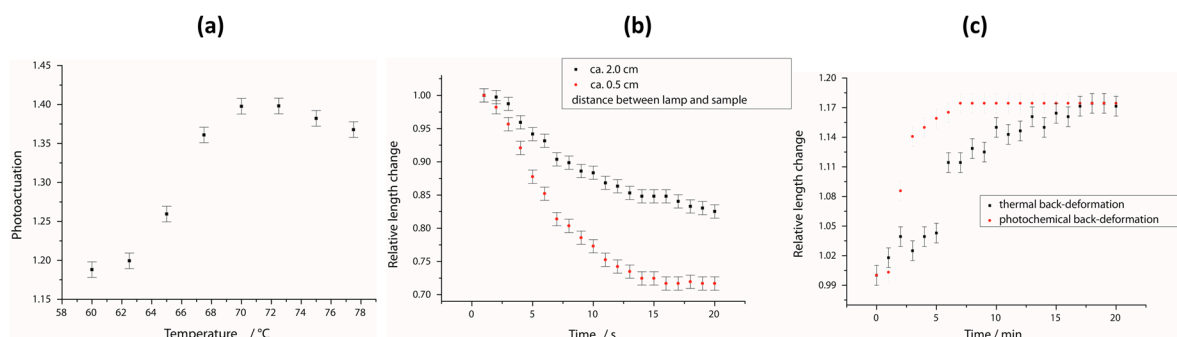 (a)
(b)
(c)
1.45
1.40
1.35
1.30
1.25
1.20
1.15
Photoactuation
58 60 62 64 66 68 70 72 74 76 78
Temperature / °C
ca. 2.0 cm
ca. 0.5 cm
distance between lamp and sample
1.00
0.95
0.90
0.85
0.80
0.75
0.70
Relative length change
0 5 10 15 20
Time / s
1.20
1.17
1.14
1.11
1.08
1.05
1.02
0.99
Relative length change
thermal back-deformation
photochemical back-deformation
0 5 10 15 20
Time / min